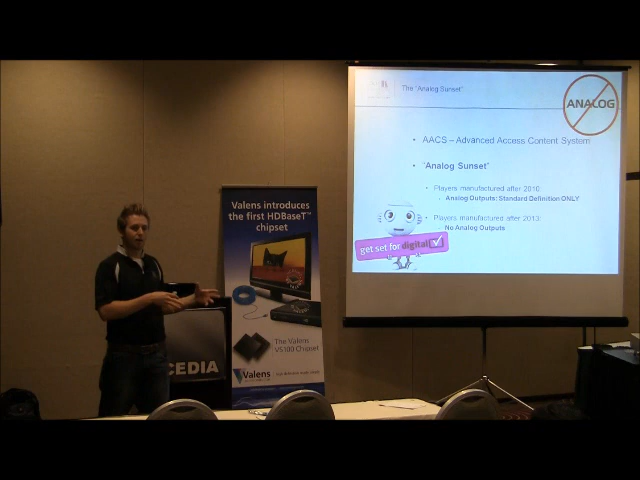 The "Analog Sunset"
ANALOG
• AACS – Advanced Access Content System
• "Analog Sunset"
• Players manufactured after 2010:
Analog Outputs: Standard Definition ONLY
• Players manufactured after 2013:
No Analog Outputs
get set for digital
Valens introduces
the first HDBaseT™
chipset
The Valens
VS100 Chipset
Valens
CEDIA